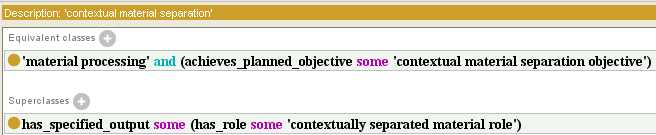 Description: 'contextual material separation'
Equivalent classes
'material processing' and (achieves_planned_objective some 'contextual material separation objective')
Superclasses
has_specified_output some (has_role some 'contextually separated material role')